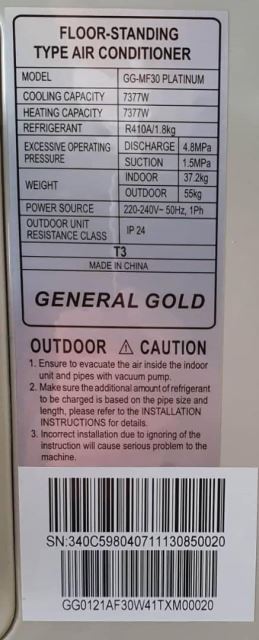 FLOOR-STANDING
TYPE AIR CONDITIONER
MODEL GG-MF30 PLATINUM
COOLING CAPACITY 7377W
HEATING CAPACITY 7377W
REFRIGERANT R410A/1.8kg
EXCESSIVE OPERATING PRESSURE DISCHARGE 4.8MPa
SUCTION 1.5MPa
WEIGHT INDOOR 37.2kg
OUTDOOR 55kg
POWER SOURCE 220-240V~ 50Hz, 1Ph
OUTDOOR UNIT
RESISTANCE CLASS IP 24
T3
MADE IN CHINA
GENERAL GOLD
OUTDOOR ⚠ CAUTION
1. Ensure to evacuate the air inside the indoor
unit and pipes with vacuum pump.
2. Make sure the additional amount of refrigerant
to be charged is based on the pipe size and
length, please refer to the INSTALLATION
INSTRUCTIONS for details.
3. Incorrect installation due to ignoring of the
instruction will cause serious problem to the
machine.
SN:340C59804071113085​0020
GG0121AF30W41TXM00020